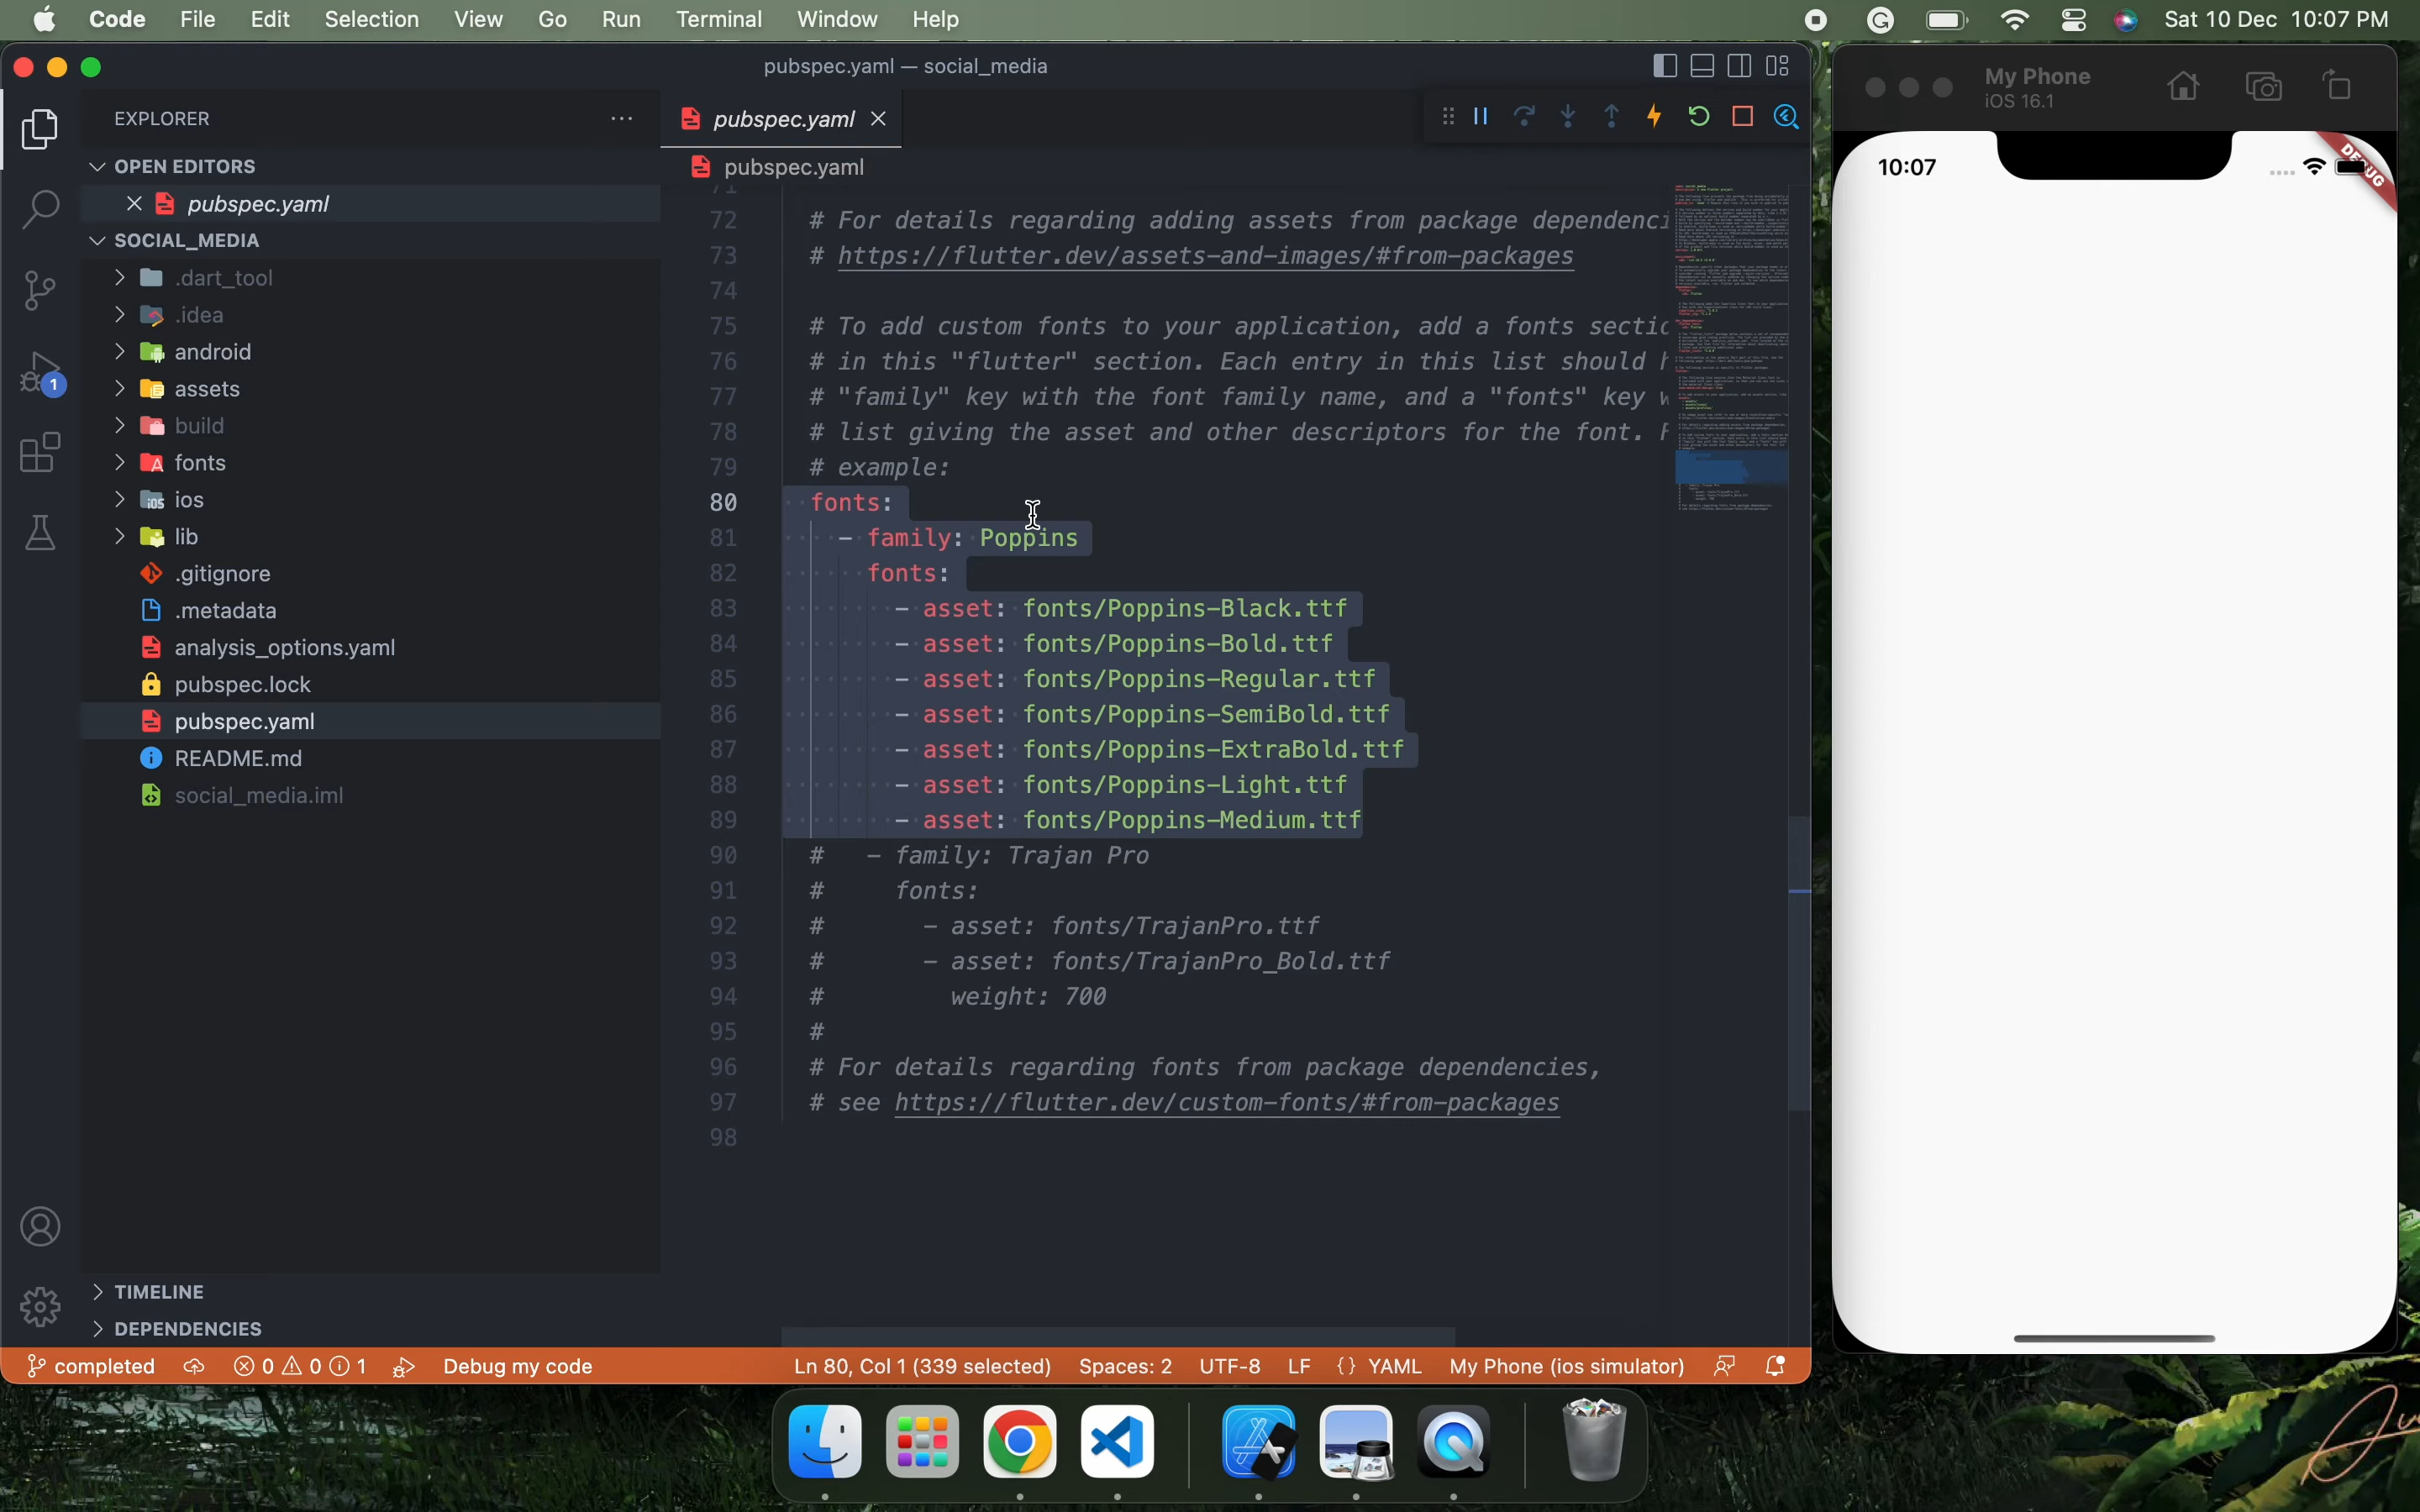 Code File Edit Selection View Go Run Terminal Window Help
Sat 10 Dec 10:07 PM
pubspec.yaml — social_media
My Phone
iOS 16.1
EXPLORER
pubspec.yaml
OPEN EDITORS
pubspec.yaml
10:07
DEBUG
pubspec.yaml
SOCIAL_MEDIA
.dart_tool
.idea
android
1
assets
build
fonts
ios
lib
.gitignore
.metadata
analysis_options.yaml
pubspec.lock
pubspec.yaml
README.md
social_media.iml
TIMELINE
DEPENDENCIES
71
72 # For details regarding adding assets from package dependenci
73 # https://flutter.dev/assets-and-images/#from-packages
74
75 # To add custom fonts to your application, add a fonts sectio
76 # in this "flutter" section. Each entry in this list should h
77 # "family" key with the font family name, and a "fonts" key w
78 # list giving the asset and other descriptors for the font. F
79 # example:
80 fonts:
81 - family: Poppins
82 fonts:
83 - asset: fonts/Poppins-Black.ttf
84 - asset: fonts/Poppins-Bold.ttf
85 - asset: fonts/Poppins-Regular.ttf
86 - asset: fonts/Poppins-SemiBold.ttf
87 - asset: fonts/Poppins-ExtraBold.ttf
88 - asset: fonts/Poppins-Light.ttf
89 - asset: fonts/Poppins-Medium.ttf
90 # - family: Trajan Pro
91 # fonts:
92 # - asset: fonts/TrajanPro.ttf
93 # - asset: fonts/TrajanPro_Bold.ttf
94 # weight: 700
95 #
96 # For details regarding fonts from package dependencies,
97 # see https://flutter.dev/custom-fonts/#from-packages
98
completed 0 0 1 Debug my code Ln 80, Col 1 (339 selected) Spaces: 2 UTF-8 LF {} YAML My Phone (ios simulator)